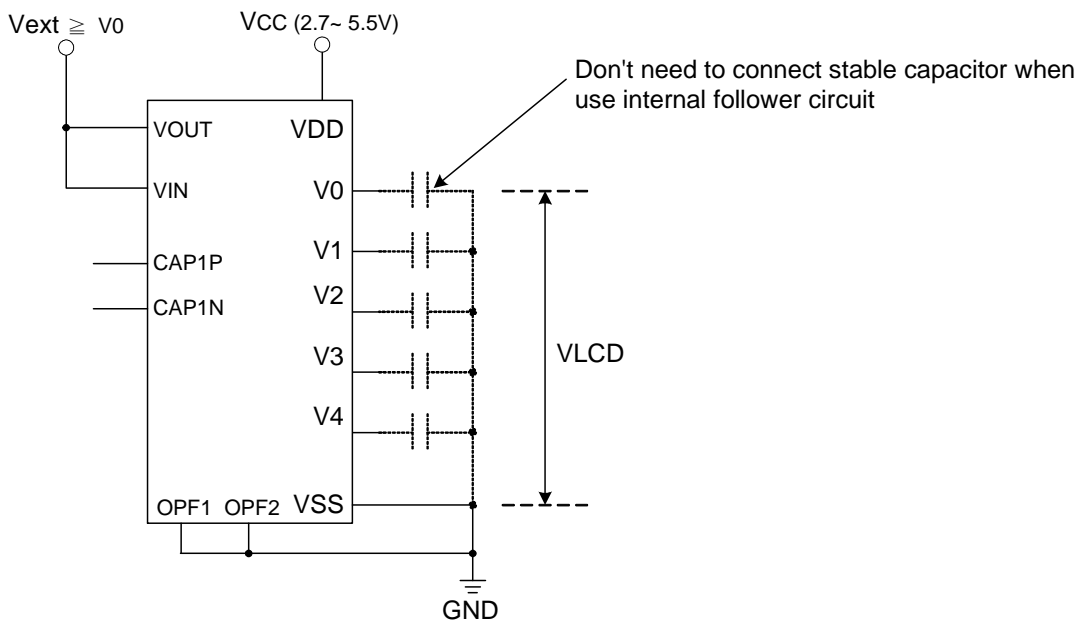 Vext ≧ V0
VCC (2.7~ 5.5V)
Don't need to connect stable capacitor when
use internal follower circuit
VOUT
VDD
VIN
V0
V1
CAP1P
V2
CAP1N
V3
VLCD
V4
OPF1
OPF2
VSS
GND